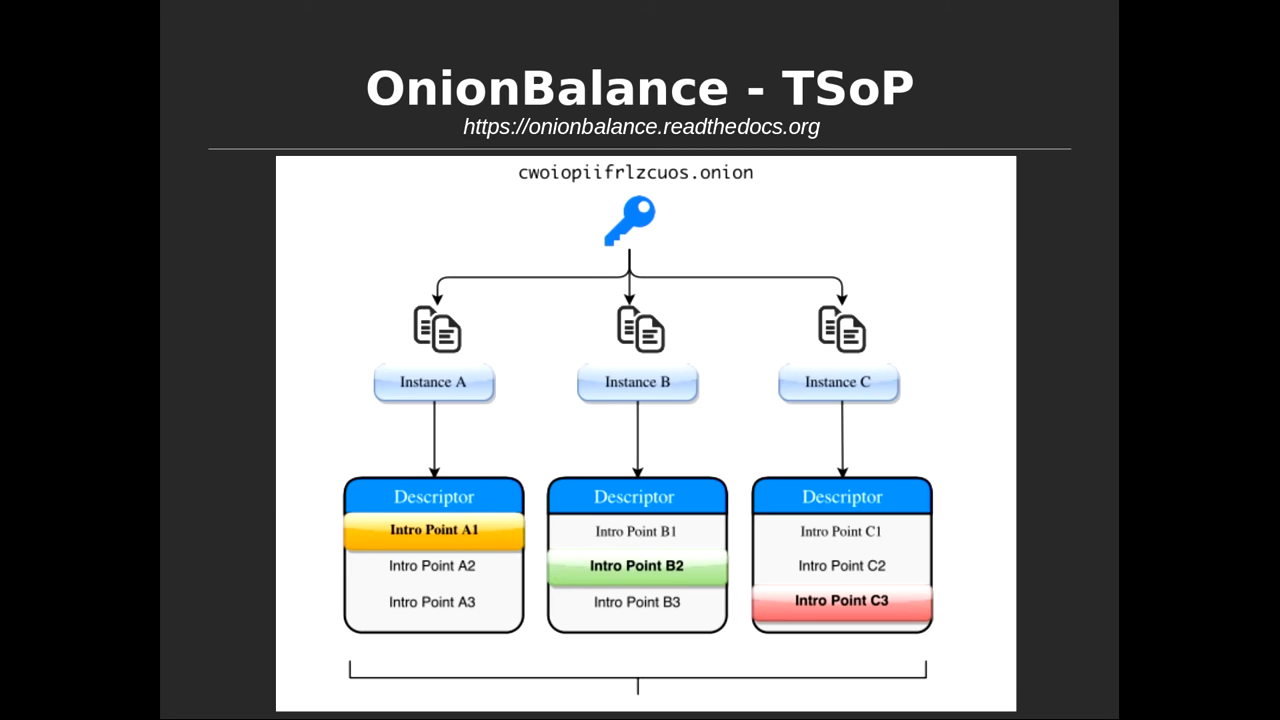 OnionBalance - TSoP
https://onionbalance.readthedocs.org
cwoiopiifrlzcuos.onion
Instance A
Instance B
Instance C
Descriptor
Intro Point A1
Intro Point A2
Intro Point A3
Descriptor
Intro Point B1
Intro Point B2
Intro Point B3
Descriptor
Intro Point C1
Intro Point C2
Intro Point C3